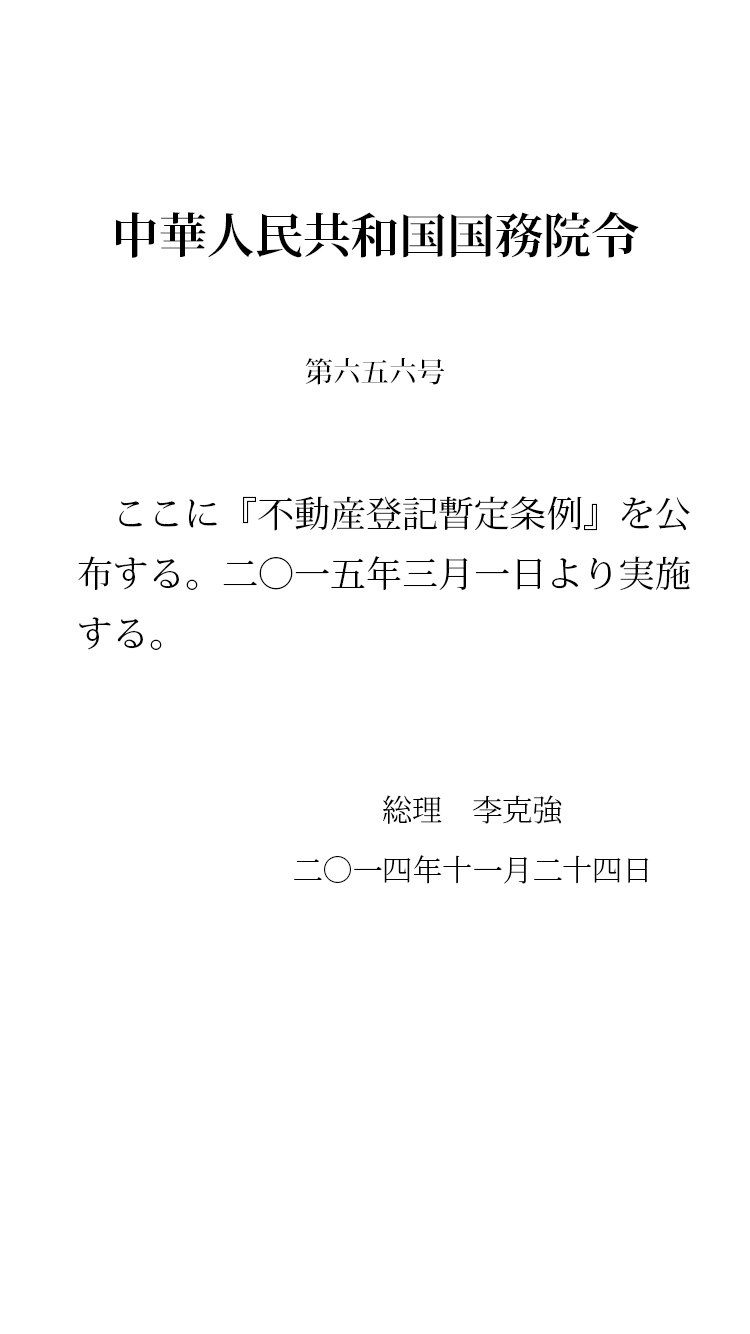 中華人民共和国国務院令
第六五六号
　ここに『不動産登記暫定条例』を公
布する。二〇一五年三月一日より実施
する。
総理　李克強
二〇一四年十一月二十四日